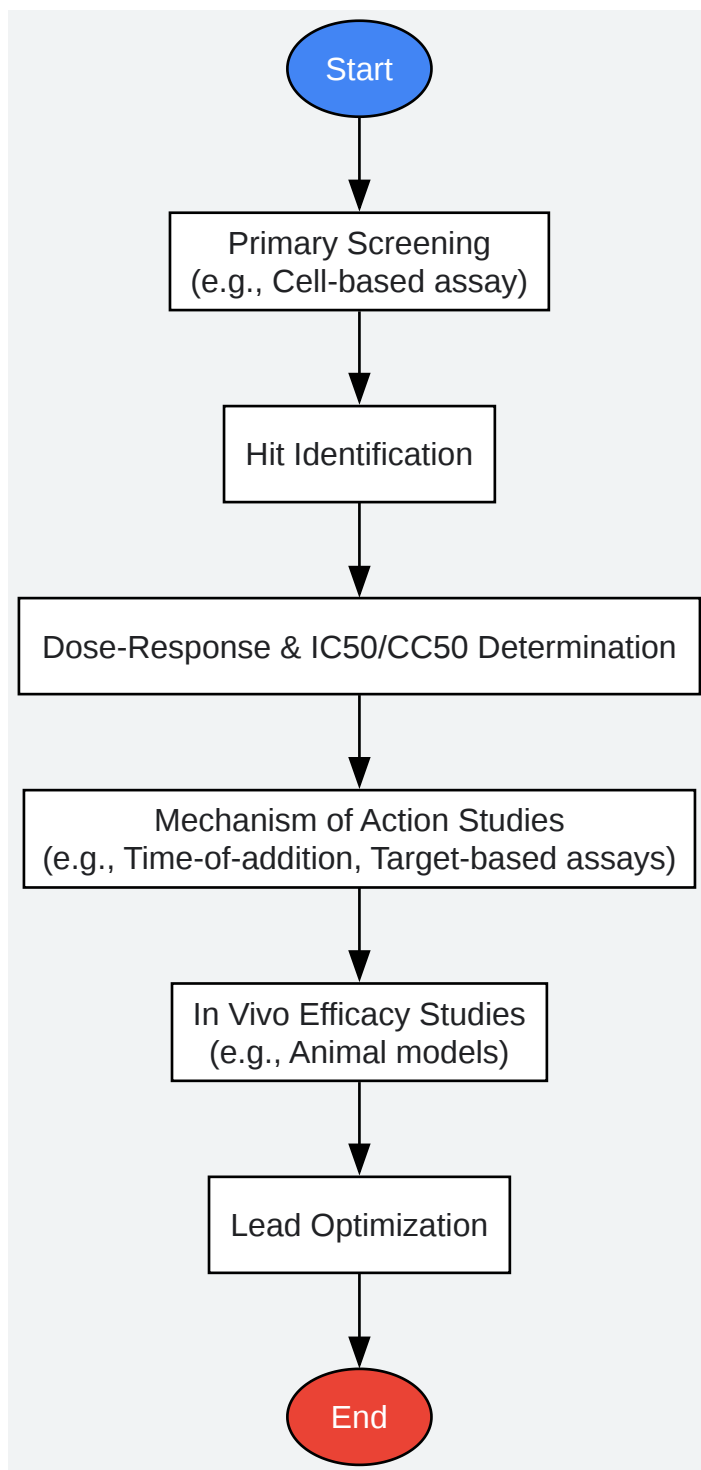 Start
Primary Screening
(e.g., Cell-based assay)
Hit Identification
Dose-Response & IC50/CC50 Determination
Mechanism of Action Studies
(e.g., Time-of-addition, Target-based assays)
In Vivo Efficacy Studies
(e.g., Animal models)
Lead Optimization
End